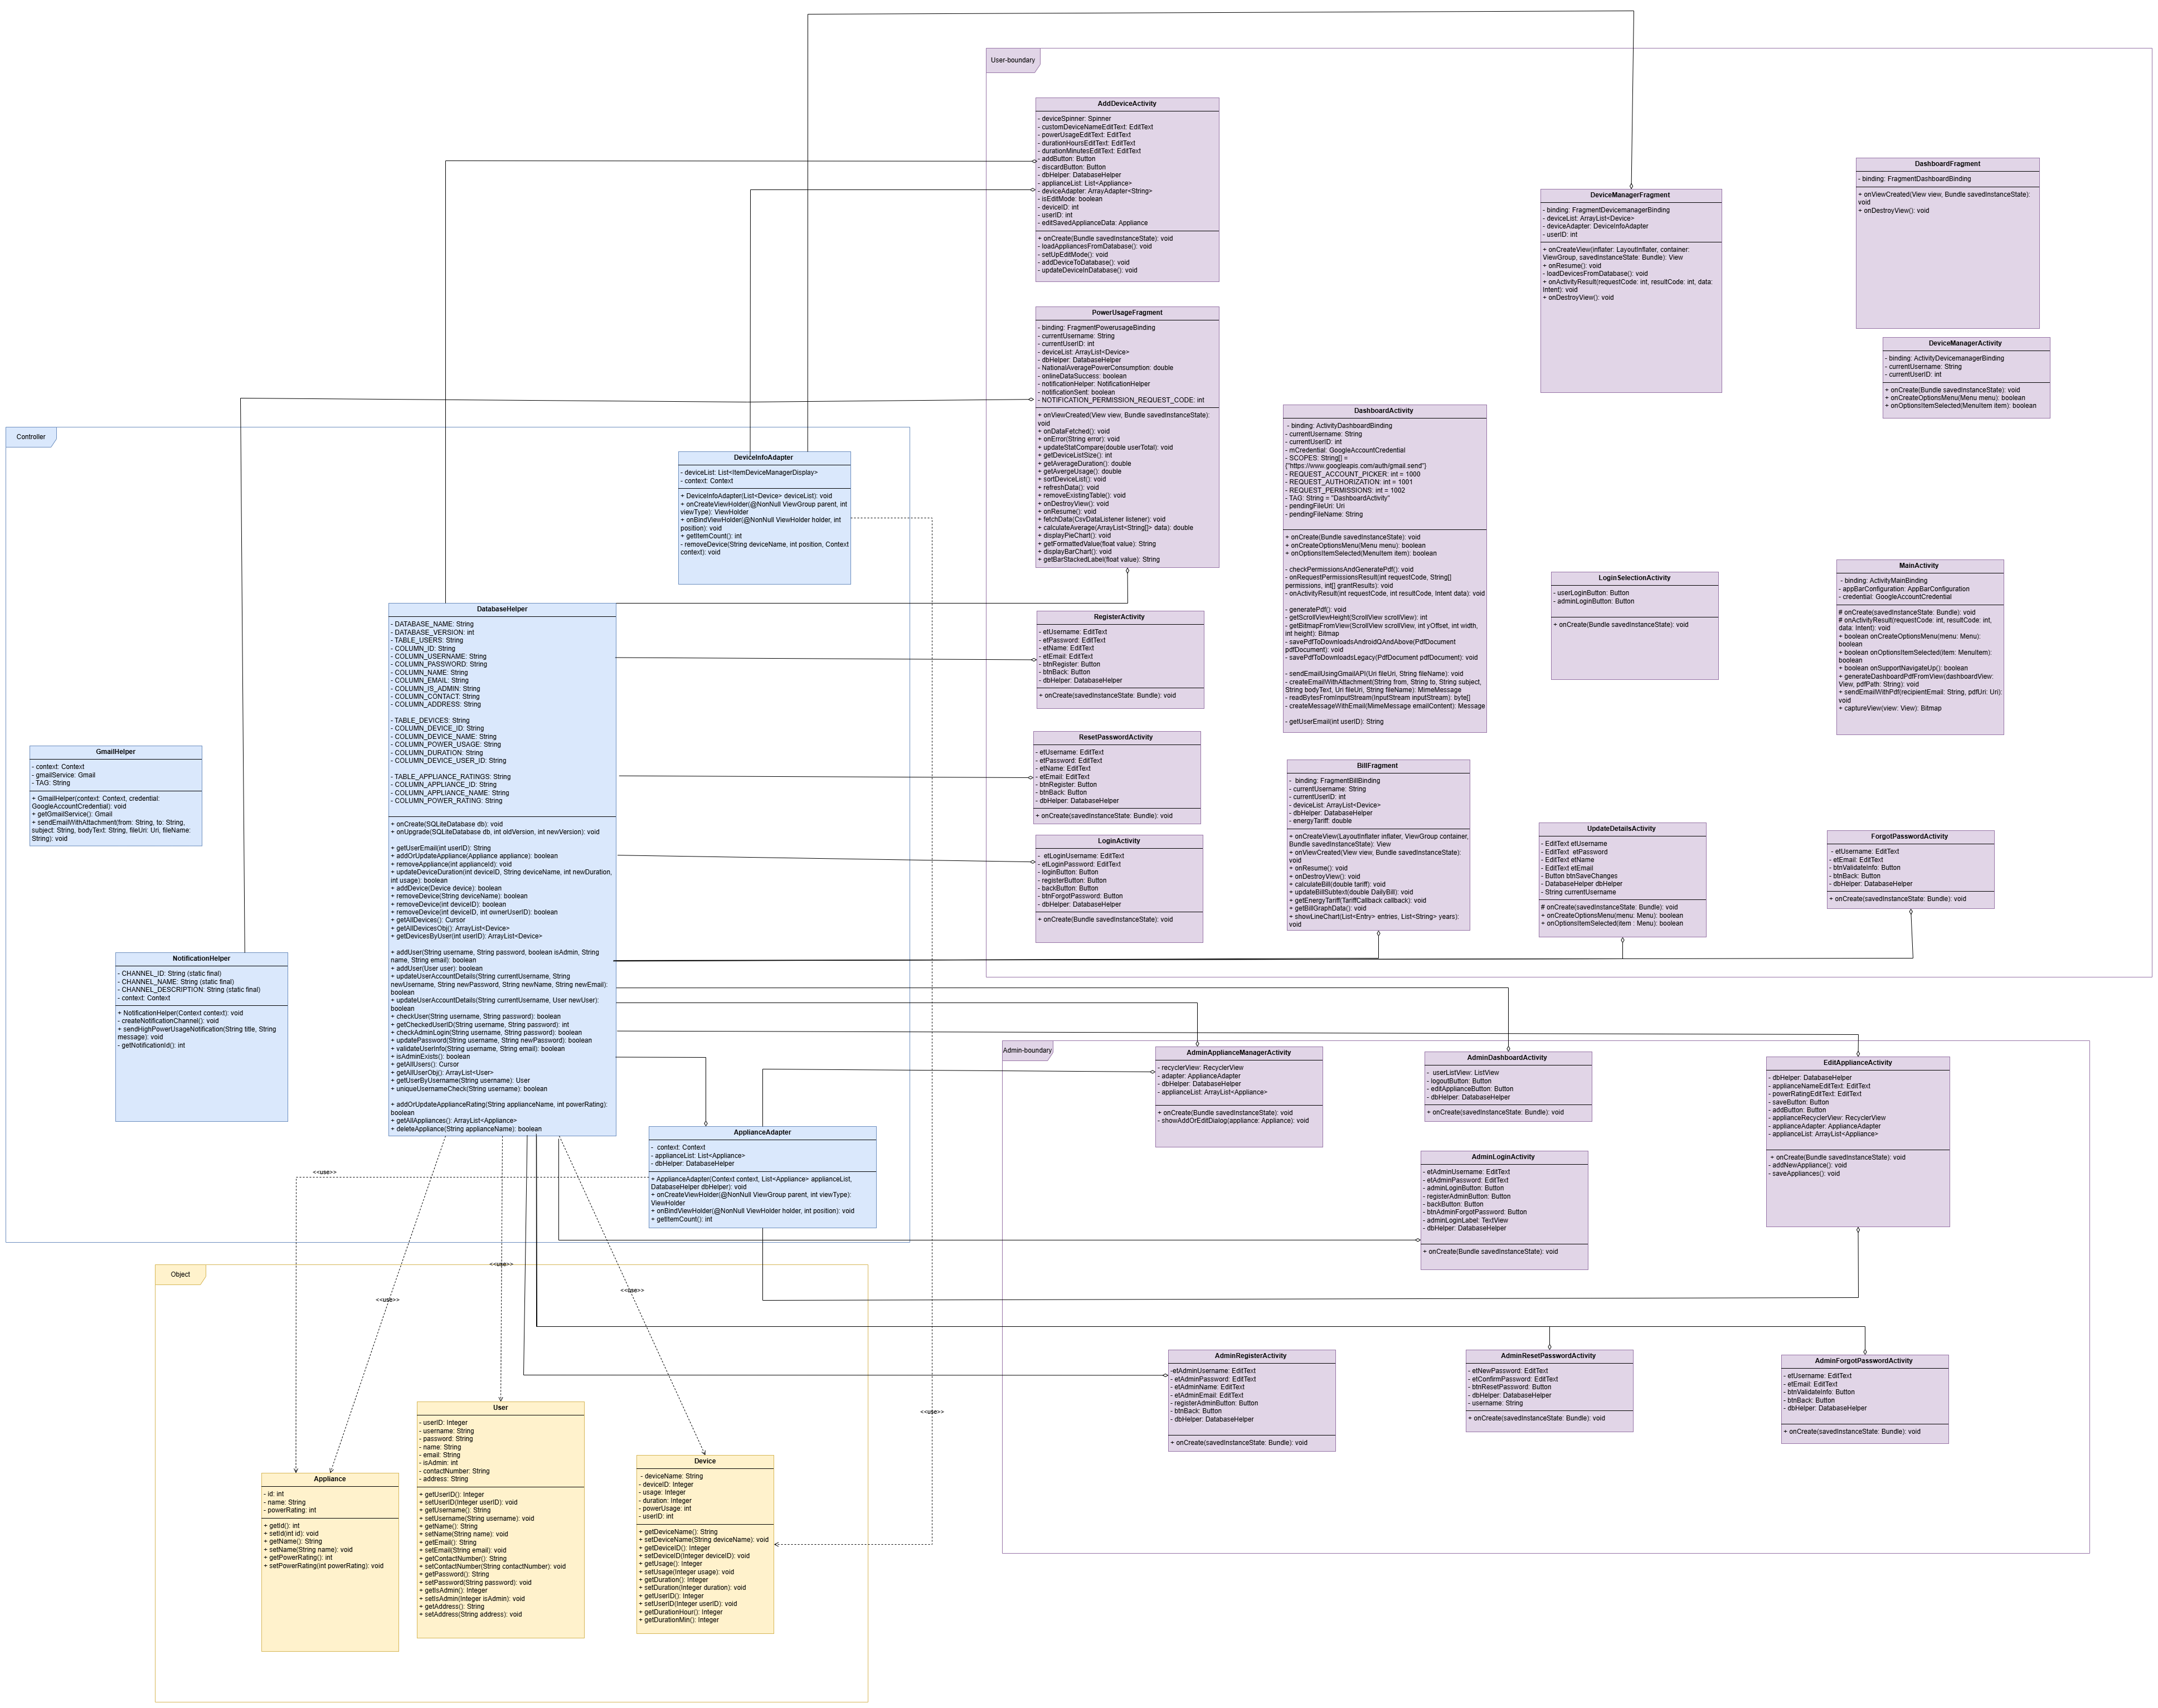 User-boundary
AddDeviceActivity
- deviceSpinner: Spinner
- customDeviceNameEditText: EditText
- powerUsageEditText: EditText
- durationHoursEditText: EditText
- durationMinutesEditText: EditText
- addButton: Button
- discardButton: Button
- dbHelper: DatabaseHelper
- applianceList: List<Appliance>
- deviceAdapter: ArrayAdapter<String>
- isEditMode: boolean
- deviceID: int
- userID: int
- editSavedApplianceData: Appliance
+ onCreate(Bundle savedInstanceState): void
- loadAppliancesFromDatabase(): void
- setUpEditMode(): void
- addDeviceToDatabase(): void
- updateDeviceInDatabase(): void
DeviceManagerFragment
- binding: FragmentDevicemanagerBinding
- deviceList: ArrayList<Device>
- deviceAdapter: DeviceInfoAdapter
- userID: int
+ onCreateView(inflater: LayoutInflater, container:
ViewGroup, savedInstanceState: Bundle): View
+ onResume(): void
- loadDevicesFromDatabase(): void
+ onActivityResult(requestCode: int, resultCode: int, data:
Intent): void
+ onDestroyView(): void
DashboardFragment
- binding: FragmentDashboardBinding
+ onViewCreated(View view, Bundle savedInstanceState):
void
+ onDestroyView(): void
DeviceManagerActivity
- binding: ActivityDevicemanagerBinding
- currentUsername: String
- currentUserID: int
+ onCreate(Bundle savedInstanceState): void
+ onCreateOptionsMenu(Menu menu): boolean
+ onOptionsItemSelected(MenuItem item): boolean
PowerUsageFragment
- binding: FragmentPowerusageBinding
- currentUsername: String
- currentUserID: int
- deviceList: ArrayList<Device>
- dbHelper: DatabaseHelper
- NationalAveragePowerConsumption: double
- onlineDataSuccess: boolean
- notificationHelper: NotificationHelper
- notificationSent: boolean
- NOTIFICATION_PERMISSION_REQUEST_CODE: int
+ onViewCreated(View view, Bundle savedInstanceState):
void
+ onDataFetched(): void
+ onError(String error): void
+ updateStatCompare(double userTotal): void
+ getDeviceListSize(): int
+ getAverageDuration(): double
+ getAvergeUsage(): double
+ sortDeviceList(): void
+ refreshData(): void
+ removeExistingTable(): void
+ onDestroyView(): void
+ onResume(): void
+ fetchData(CsvDataListener listener): void
+ calculateAverage(ArrayList<String[]> data): double
+ displayPieChart(): void
+ getFormattedValue(float value): String
+ displayBarChart(): void
+ getBarStackedLabel(float value): String
DashboardActivity
- binding: ActivityDashboardBinding
- currentUsername: String
- currentUserID: int
- mCredential: GoogleAccountCredential
- SCOPES: String[] =
{"https://www.googleapis.com/auth/gmail.send"}
- REQUEST_ACCOUNT_PICKER: int = 1000
- REQUEST_AUTHORIZATION: int = 1001
- REQUEST_PERMISSIONS: int = 1002
- TAG: String = "DashboardActivity"
- pendingFileUri: Uri
- pendingFileName: String
+ onCreate(Bundle savedInstanceState): void
+ onCreateOptionsMenu(Menu menu): boolean
+ onOptionsItemSelected(MenuItem item): boolean
- checkPermissionsAndGeneratePdf(): void
- onRequestPermissionsResult(int requestCode, String[]
permissions, int[] grantResults): void
- onActivityResult(int requestCode, int resultCode, Intent data): void
- generatePdf(): void
- getScrollViewHeight(ScrollView scrollView): int
- getBitmapFromView(ScrollView scrollView, int yOffset, int width,
int height): Bitmap
- savePdfToDownloadsAndroidQAndAbove(PdfDocument
pdfDocument): void
- savePdfToDownloadsLegacy(PdfDocument pdfDocument): void
- sendEmailUsingGmailAPI(Uri fileUri, String fileName): void
- createEmailWithAttachment(String from, String to, String subject,
String bodyText, Uri fileUri, String fileName): MimeMessage
- readBytesFromInputStream(InputStream inputStream): byte[]
- createMessageWithEmail(MimeMessage emailContent): Message
- getUserEmail(int userID): String
LoginSelectionActivity
- userLoginButton: Button
- adminLoginButton: Button
+ onCreate(Bundle savedInstanceState): void
MainActivity
- binding: ActivityMainBinding
- appBarConfiguration: AppBarConfiguration
- credential: GoogleAccountCredential
# onCreate(savedInstanceState: Bundle): void
# onActivityResult(requestCode: int, resultCode: int,
data: Intent): void
+ boolean onCreateOptionsMenu(menu: Menu):
boolean
+ boolean onOptionsItemSelected(item: MenuItem):
boolean
+ boolean onSupportNavigateUp(): boolean
+ generateDashboardPdfFromView(dashboardView:
View, pdfPath: String): void
+ sendEmailWithPdf(recipientEmail: String, pdfUri: Uri):
void
+ captureView(view: View): Bitmap
RegisterActivity
- etUsername: EditText
- etPassword: EditText
- etName: EditText
- etEmail: EditText
- btnRegister: Button
- btnBack: Button
- dbHelper: DatabaseHelper
+ onCreate(savedInstanceState: Bundle): void
ResetPasswordActivity
- etUsername: EditText
- etPassword: EditText
- etName: EditText
- etEmail: EditText
- btnRegister: Button
- btnBack: Button
- dbHelper: DatabaseHelper
+ onCreate(savedInstanceState: Bundle): void
LoginActivity
- etLoginUsername: EditText
- etLoginPassword: EditText
- loginButton: Button
- registerButton: Button
- backButton: Button
- btnForgotPassword: Button
- dbHelper: DatabaseHelper
+ onCreate(Bundle savedInstanceState): void
BillFragment
- binding: FragmentBillBinding
- currentUsername: String
- currentUserID: int
- deviceList: ArrayList<Device>
- dbHelper: DatabaseHelper
- energyTariff: double
+ onCreateView(LayoutInflater inflater, ViewGroup container,
Bundle savedInstanceState): View
+ onViewCreated(View view, Bundle savedInstanceState):
void
+ onResume(): void
+ onDestroyView(): void
+ calculateBill(double tariff): void
+ updateBillSubtext(double DailyBill): void
+ getEnergyTariff(TariffCallback callback): void
+ getBillGraphData(): void
+ showLineChart(List<Entry> entries, List<String> years):
void
UpdateDetailsActivity
- EditText etUsername
- EditText etPassword
- EditText etName
- EditText etEmail
- Button btnSaveChanges
- DatabaseHelper dbHelper
- String currentUsername
# onCreate(savedInstanceState: Bundle): void
+ onCreateOptionsMenu(menu: Menu): boolean
+ onOptionsItemSelected(item : Menu): boolean
ForgotPasswordActivity
- etUsername: EditText
- etEmail: EditText
- btnValidateInfo: Button
- btnBack: Button
- dbHelper: DatabaseHelper
+ onCreate(savedInstanceState: Bundle): void
Controller
DeviceInfoAdapter
- deviceList: List<ItemDeviceManagerDisplay>
- context: Context
+ DeviceInfoAdapter(List<Device> deviceList): void
+ onCreateViewHolder(@NonNull ViewGroup parent, int
viewType): ViewHolder
+ onBindViewHolder(@NonNull ViewHolder holder, int
position): void
+ getItemCount(): int
- removeDevice(String deviceName, int position, Context
context): void
DatabaseHelper
- DATABASE_NAME: String
- DATABASE_VERSION: int
- TABLE_USERS: String
- COLUMN_ID: String
- COLUMN_USERNAME: String
- COLUMN_PASSWORD: String
- COLUMN_NAME: String
- COLUMN_EMAIL: String
- COLUMN_IS_ADMIN: String
- COLUMN_CONTACT: String
- COLUMN_ADDRESS: String
- TABLE_DEVICES: String
- COLUMN_DEVICE_ID: String
- COLUMN_DEVICE_NAME: String
- COLUMN_POWER_USAGE: String
- COLUMN_DURATION: String
- COLUMN_DEVICE_USER_ID: String
- TABLE_APPLIANCE_RATINGS: String
- COLUMN_APPLIANCE_ID: String
- COLUMN_APPLIANCE_NAME: String
- COLUMN_POWER_RATING: String
+ onCreate(SQLiteDatabase db): void
+ onUpgrade(SQLiteDatabase db, int oldVersion, int newVersion): void
+ getUserEmail(int userID): String
+ addOrUpdateAppliance(Appliance appliance): boolean
+ removeAppliance(int applianceId): void
+ updateDeviceDuration(int deviceID, String deviceName, int newDuration,
int usage): boolean
+ addDevice(Device device): boolean
+ removeDevice(String deviceName): boolean
+ removeDevice(int deviceID): boolean
+ removeDevice(int deviceID, int ownerUserID): boolean
+ getAllDevices(): Cursor
+ getAllDevicesObj(): ArrayList<Device>
+ getDevicesByUser(int userID): ArrayList<Device>
+ addUser(String username, String password, boolean isAdmin, String
name, String email): boolean
+ addUser(User user): boolean
+ updateUserAccountDetails(String currentUsername, String
newUsername, String newPassword, String newName, String newEmail):
boolean
+ updateUserAccountDetails(String currentUsername, User newUser):
boolean
+ checkUser(String username, String password): boolean
+ getCheckedUserID(String username, String password): int
+ checkAdminLogin(String username, String password): boolean
+ updatePassword(String username, String newPassword): boolean
+ validateUserInfo(String username, String email): boolean
+ isAdminExists(): boolean
+ getAllUsers(): Cursor
+ getAllUserObj(): ArrayList<User>
+ getUserByUsername(String username): User
+ uniqueUsernameCheck(String username): boolean
+ addOrUpdateApplianceRating(String applianceName, int powerRating):
boolean
+ getAllAppliances(): ArrayList<Appliance>
+ deleteAppliance(String applianceName): boolean
GmailHelper
- context: Context
- gmailService: Gmail
- TAG: String
+ GmailHelper(context: Context, credential:
GoogleAccountCredential): void
+ getGmailService(): Gmail
+ sendEmailWithAttachment(from: String, to: String,
subject: String, bodyText: String, fileUri: Uri, fileName:
String): void
NotificationHelper
- CHANNEL_ID: String (static final)
- CHANNEL_NAME: String (static final)
- CHANNEL_DESCRIPTION: String (static final)
- context: Context
+ NotificationHelper(Context context): void
- createNotificationChannel(): void
+ sendHighPowerUsageNotification(String title, String
message): void
- getNotificationId(): int
ApplianceAdapter
- context: Context
- applianceList: List<Appliance>
- dbHelper: DatabaseHelper
+ ApplianceAdapter(Context context, List<Appliance> applianceList,
DatabaseHelper dbHelper): void
+ onCreateViewHolder(@NonNull ViewGroup parent, int viewType):
ViewHolder
+ onBindViewHolder(@NonNull ViewHolder holder, int position): void
+ getItemCount(): int
Admin-boundary
AdminApplianceManagerActivity
- recyclerView: RecyclerView
- adapter: ApplianceAdapter
- dbHelper: DatabaseHelper
- applianceList: ArrayList<Appliance>
+ onCreate(Bundle savedInstanceState): void
- showAddOrEditDialog(appliance: Appliance): void
AdminDashboardActivity
- userListView: ListView
- logoutButton: Button
- editApplianceButton: Button
- dbHelper: DatabaseHelper
+ onCreate(savedInstanceState: Bundle): void
EditApplianceActivity
- dbHelper: DatabaseHelper
- applianceNameEditText: EditText
- powerRatingEditText: EditText
- saveButton: Button
- addButton: Button
- applianceRecyclerView: RecyclerView
- applianceAdapter: ApplianceAdapter
- applianceList: ArrayList<Appliance>
+ onCreate(Bundle savedInstanceState): void
- addNewAppliance(): void
- saveAppliances(): void
AdminLoginActivity
- etAdminUsername: EditText
- etAdminPassword: EditText
- adminLoginButton: Button
- registerAdminButton: Button
- backButton: Button
- btnAdminForgotPassword: Button
- adminLoginLabel: TextView
- dbHelper: DatabaseHelper
+ onCreate(Bundle savedInstanceState): void
AdminRegisterActivity
-etAdminUsername: EditText
- etAdminPassword: EditText
- etAdminName: EditText
- etAdminEmail: EditText
- registerAdminButton: Button
- btnBack: Button
- dbHelper: DatabaseHelper
+ onCreate(savedInstanceState: Bundle): void
AdminResetPasswordActivity
- etNewPassword: EditText
- etConfirmPassword: EditText
- btnResetPassword: Button
- dbHelper: DatabaseHelper
- username: String
+ onCreate(savedInstanceState: Bundle): void
AdminForgotPasswordActivity
- etUsername: EditText
- etEmail: EditText
- btnValidateInfo: Button
- btnBack: Button
- dbHelper: DatabaseHelper
+ onCreate(savedInstanceState: Bundle): void
<<use>>
<<use>>
<<use>>
<<use>>
<<use>>
Object
Appliance
- id: int
- name: String
- powerRating: int
+ getId(): int
+ setId(int id): void
+ getName(): String
+ setName(String name): void
+ getPowerRating(): int
+ setPowerRating(int powerRating): void
User
- userID: Integer
- username: String
- password: String
- name: String
- email: String
- isAdmin: int
- contactNumber: String
- address: String
+ getUserID(): Integer
+ setUserID(Integer userID): void
+ getUsername(): String
+ setUsername(String username): void
+ getName(): String
+ setName(String name): void
+ getEmail(): String
+ setEmail(String email): void
+ getContactNumber(): String
+ setContactNumber(String contactNumber): void
+ getPassword(): String
+ setPassword(String password): void
+ getIsAdmin(): Integer
+ setIsAdmin(Integer isAdmin): void
+ getAddress(): String
+ setAddress(String address): void
Device
- deviceName: String
- deviceID: Integer
- usage: Integer
- duration: Integer
- powerUsage: int
- userID: int
+ getDeviceName(): String
+ setDeviceName(String deviceName): void
+ getDeviceID(): Integer
+ setDeviceID(Integer deviceID): void
+ getUsage(): Integer
+ setUsage(Integer usage): void
+ getDuration(): Integer
+ setDuration(Integer duration): void
+ getUserID(): Integer
+ setUserID(Integer userID): void
+ getDurationHour(): Integer
+ getDurationMin(): Integer